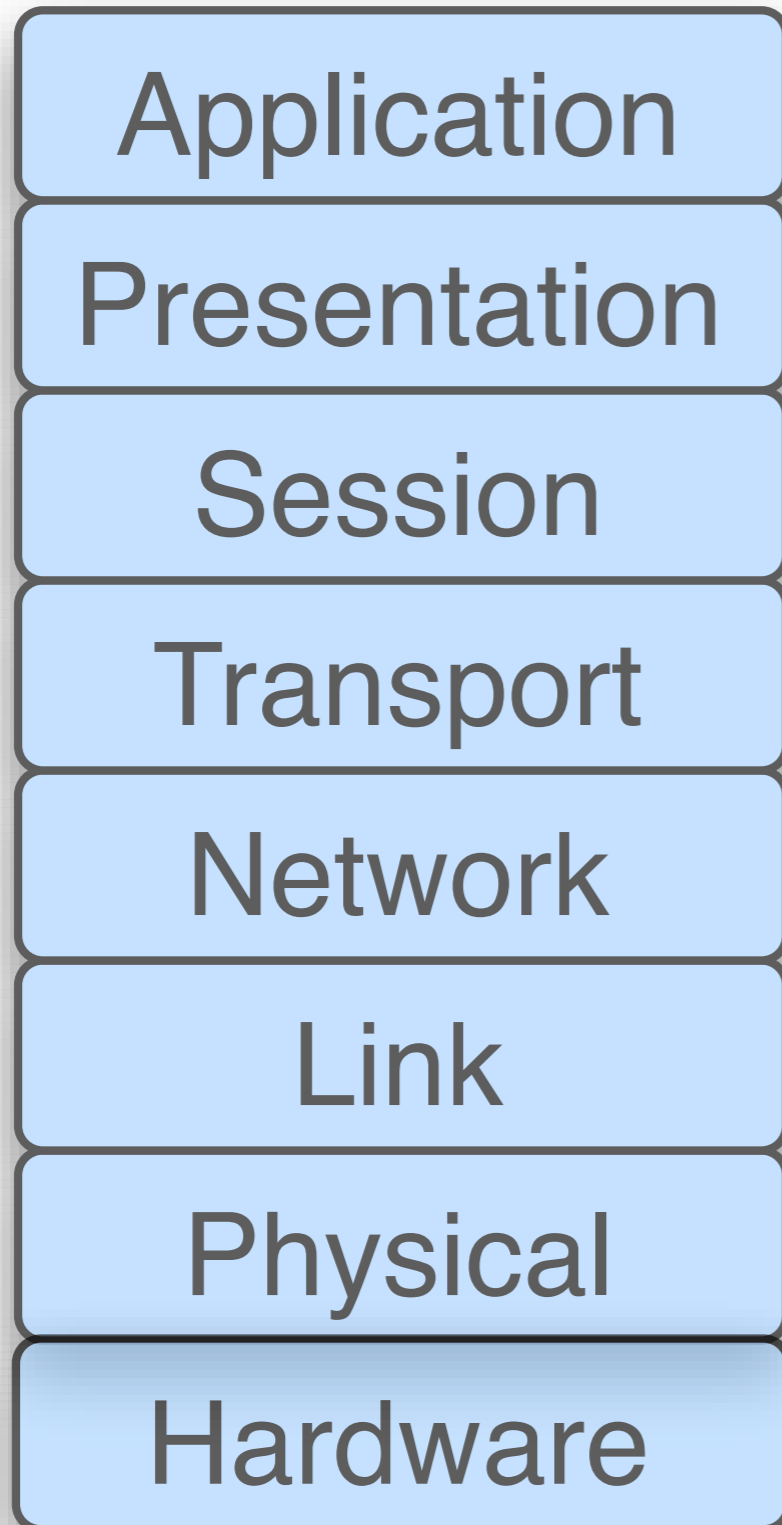 Application
Presentation
Session
Transport
Network
Link
Physical
Hardware